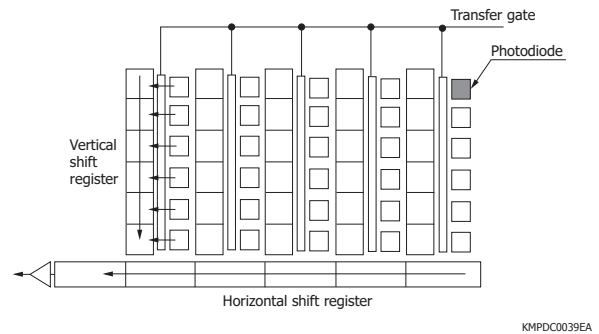 Transfer gate
Photodiode
Vertical
shift
register
Horizontal shift register
KMPDC0039EA